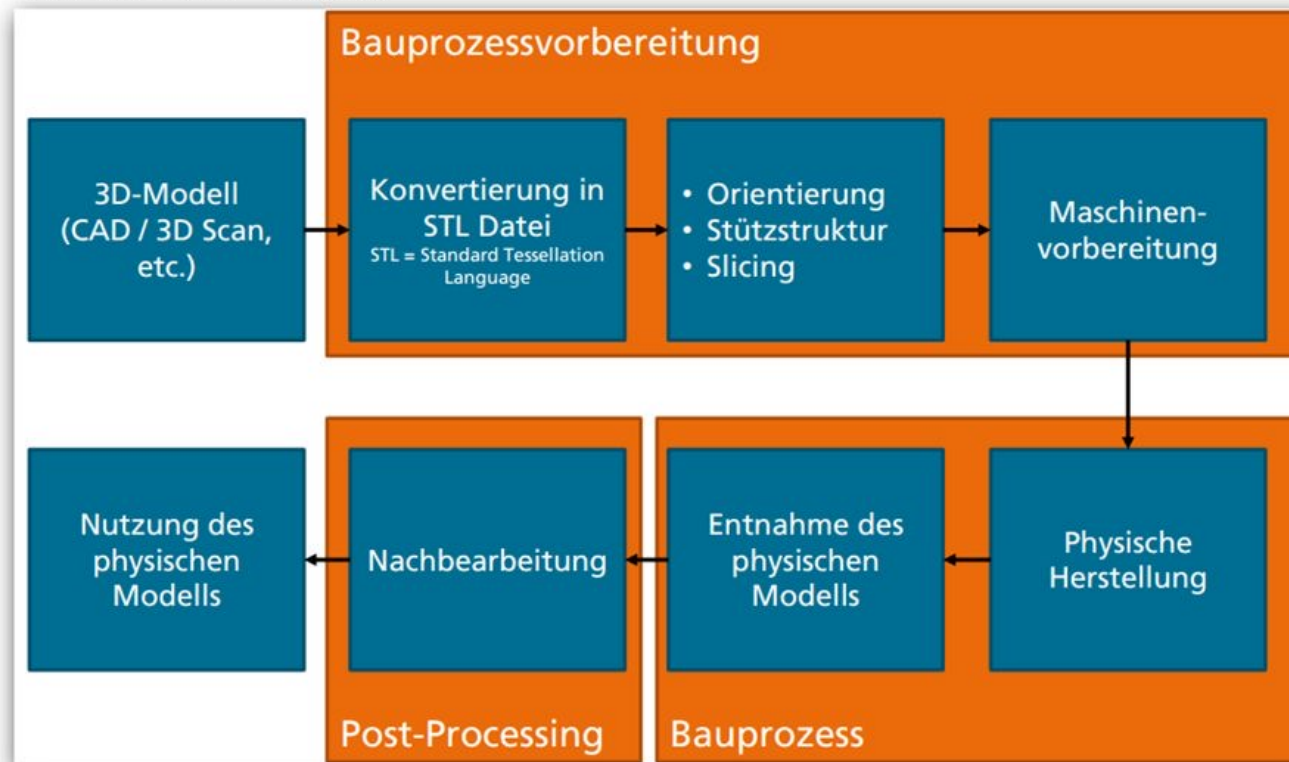 Bauprozessvorbereitung
3D-Modell
(CAD / 3D Scan,
etc.)
Konvertierung in
STL Datei
STL = Standard Tessellation
Language
• Orientierung
• Stützstruktur
• Slicing
Maschinen-
vorbereitung
Physische
Herstellung
Entnahme des
physischen
Modells
Nachbearbeitung
Nutzung des
physischen
Modells
Post-Processing
Bauprozess